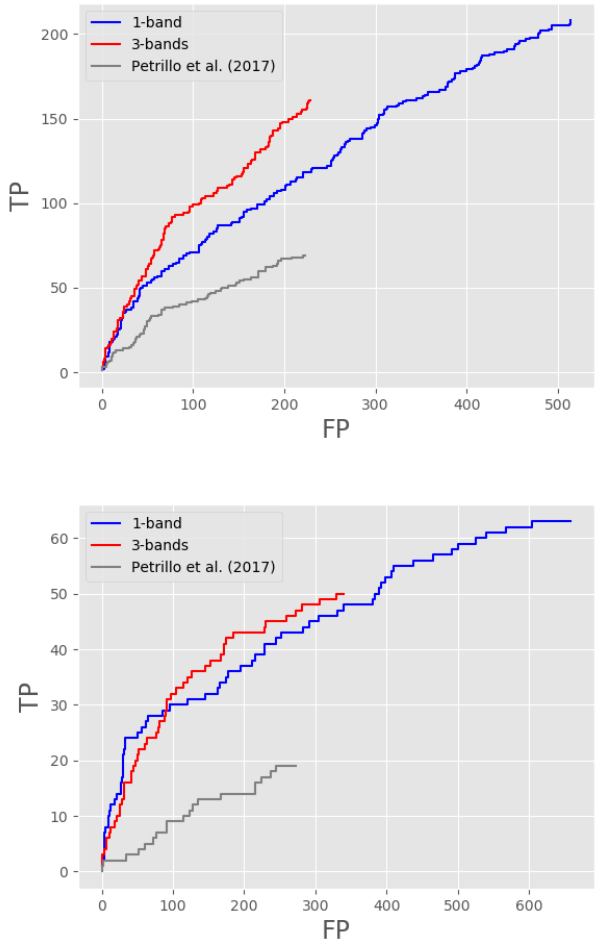 1-band
3-bands
Petrillo et al. (2017)
200
150
100
50
0
TP
0 100 200 300 400 500
FP
1-band
3-bands
Petrillo et al. (2017)
60
50
40
30
20
10
0
TP
0 100 200 300 400 500 600
FP